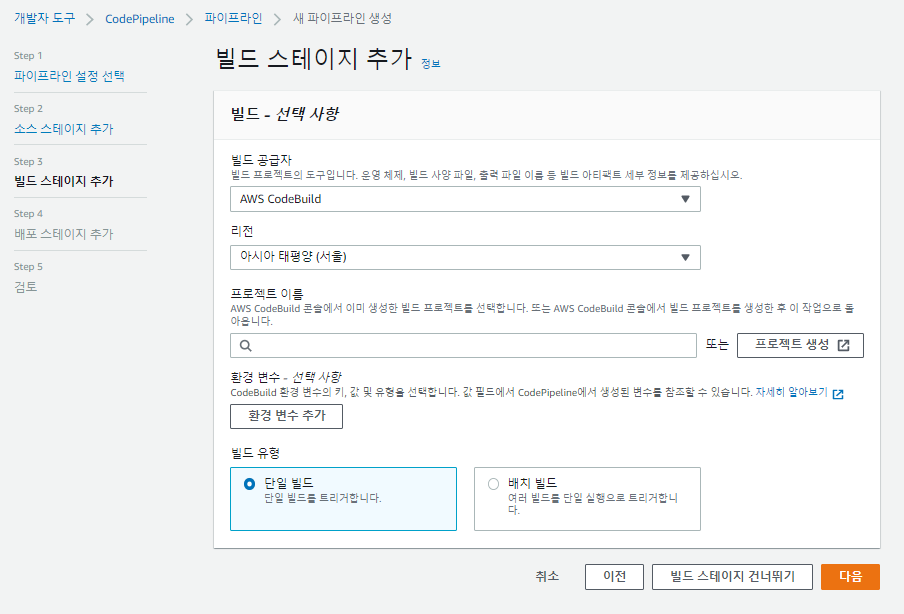 개발자 도구 > CodePipeline > 파이프라인 > 새 파이프라인 생성
Step 1
파이프라인 설정 선택
Step 2
소스 스테이지 추가
Step 3
빌드 스테이지 추가
Step 4
배포 스테이지 추가
Step 5
검토
빌드 스테이지 추가 정보
빌드 - 선택 사항
빌드 공급자
빌드 프로젝트의 도구입니다. 운영 체제, 빌드 사양 파일, 출력 파일 이름 등 빌드 아티팩트 세부 정보를 제공하십시오.
AWS CodeBuild
리전
아시아 태평양 (서울)
프로젝트 이름
AWS CodeBuild 콘솔에서 이미 생성한 빌드 프로젝트를 선택합니다. 또는 AWS CodeBuild 콘솔에서 빌드 프로젝트를 생성한 후 이 작업으로 돌
아옵니다.
또는 프로젝트 생성
환경 변수 - 선택 사항
CodeBuild 환경 변수의 키, 값 및 유형을 선택합니다. 값 필드에서 CodePipeline에서 생성된 변수를 참조할 수 있습니다. 자세히 알아보기
환경 변수 추가
빌드 유형
단일 빌드
단일 빌드를 트리거합니다.
배치 빌드
여러 빌드를 단일 실행으로 트리거합니
다.
취소 이전 빌드 스테이지 건너뛰기 다음